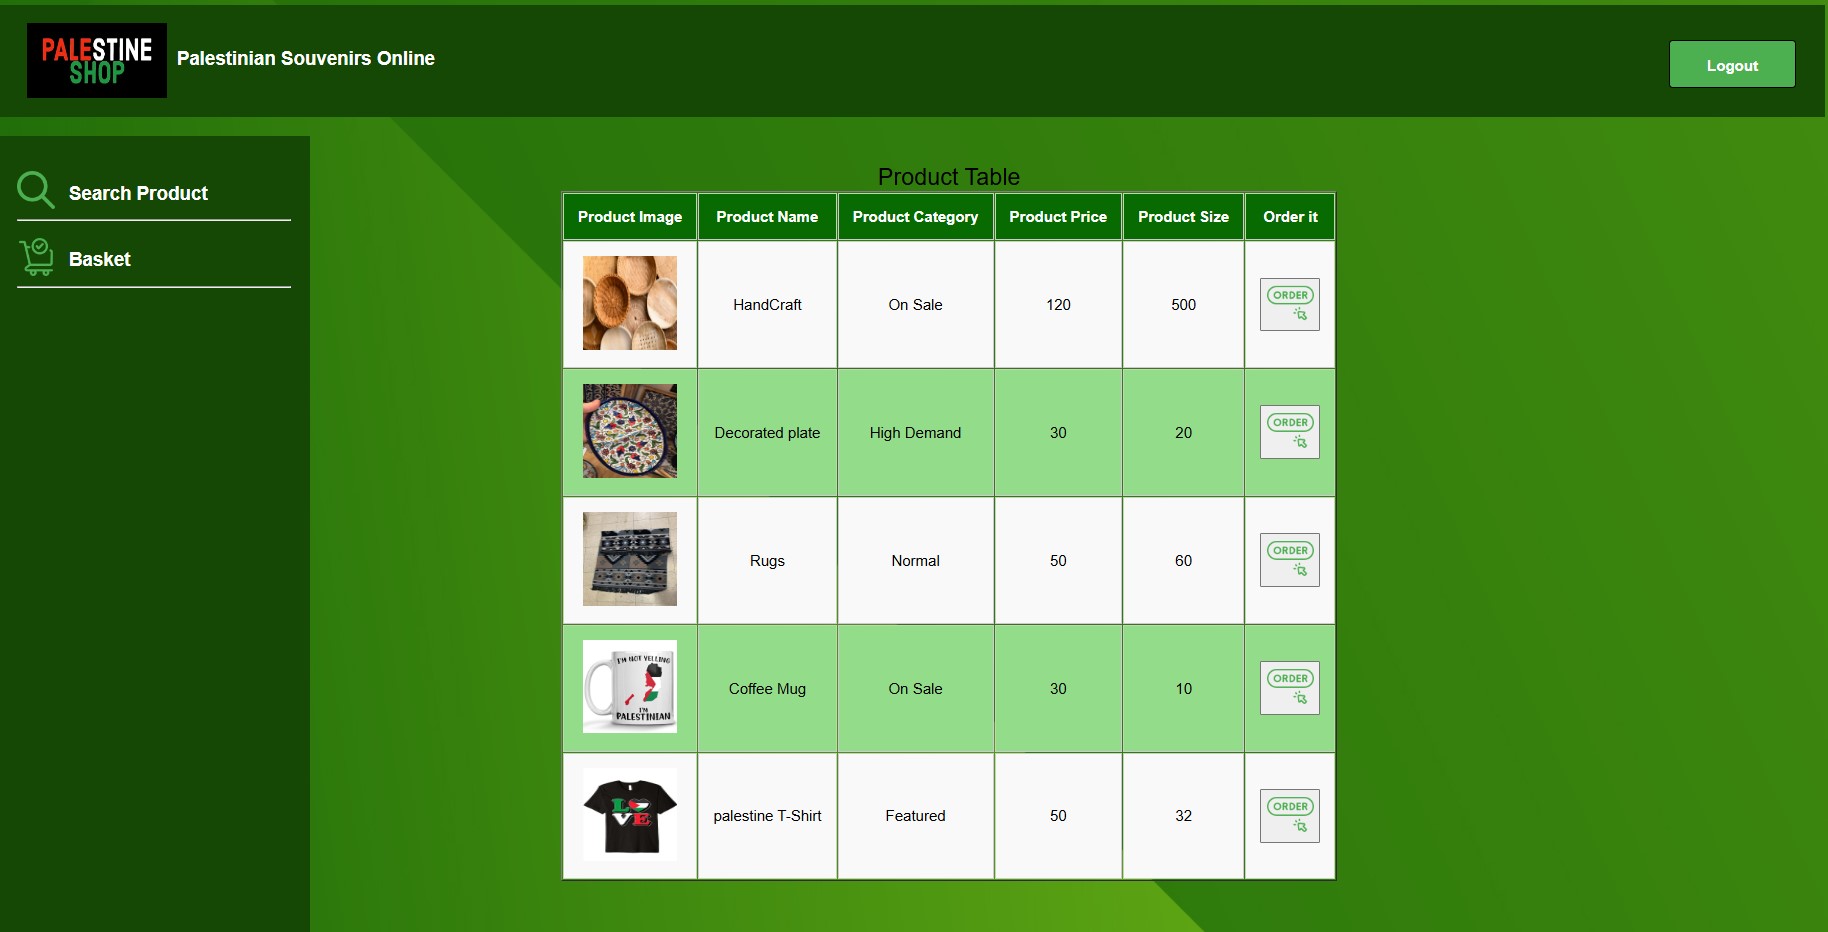 PALESTINE
SHOP
Palestinian Souvenirs Online
Logout
Search Product
Basket
Product Table
Product Image Product Name Product Category Product Price Product Size Order it
HandCraft On Sale 120 500 ORDER
Decorated plate High Demand 30 20 ORDER
Rugs Normal 50 60 ORDER
I'M NOT YELLING
I'M
PALESTINIAN
Coffee Mug On Sale 30 10 ORDER
LOVE
palestine T-Shirt Featured 50 32 ORDER